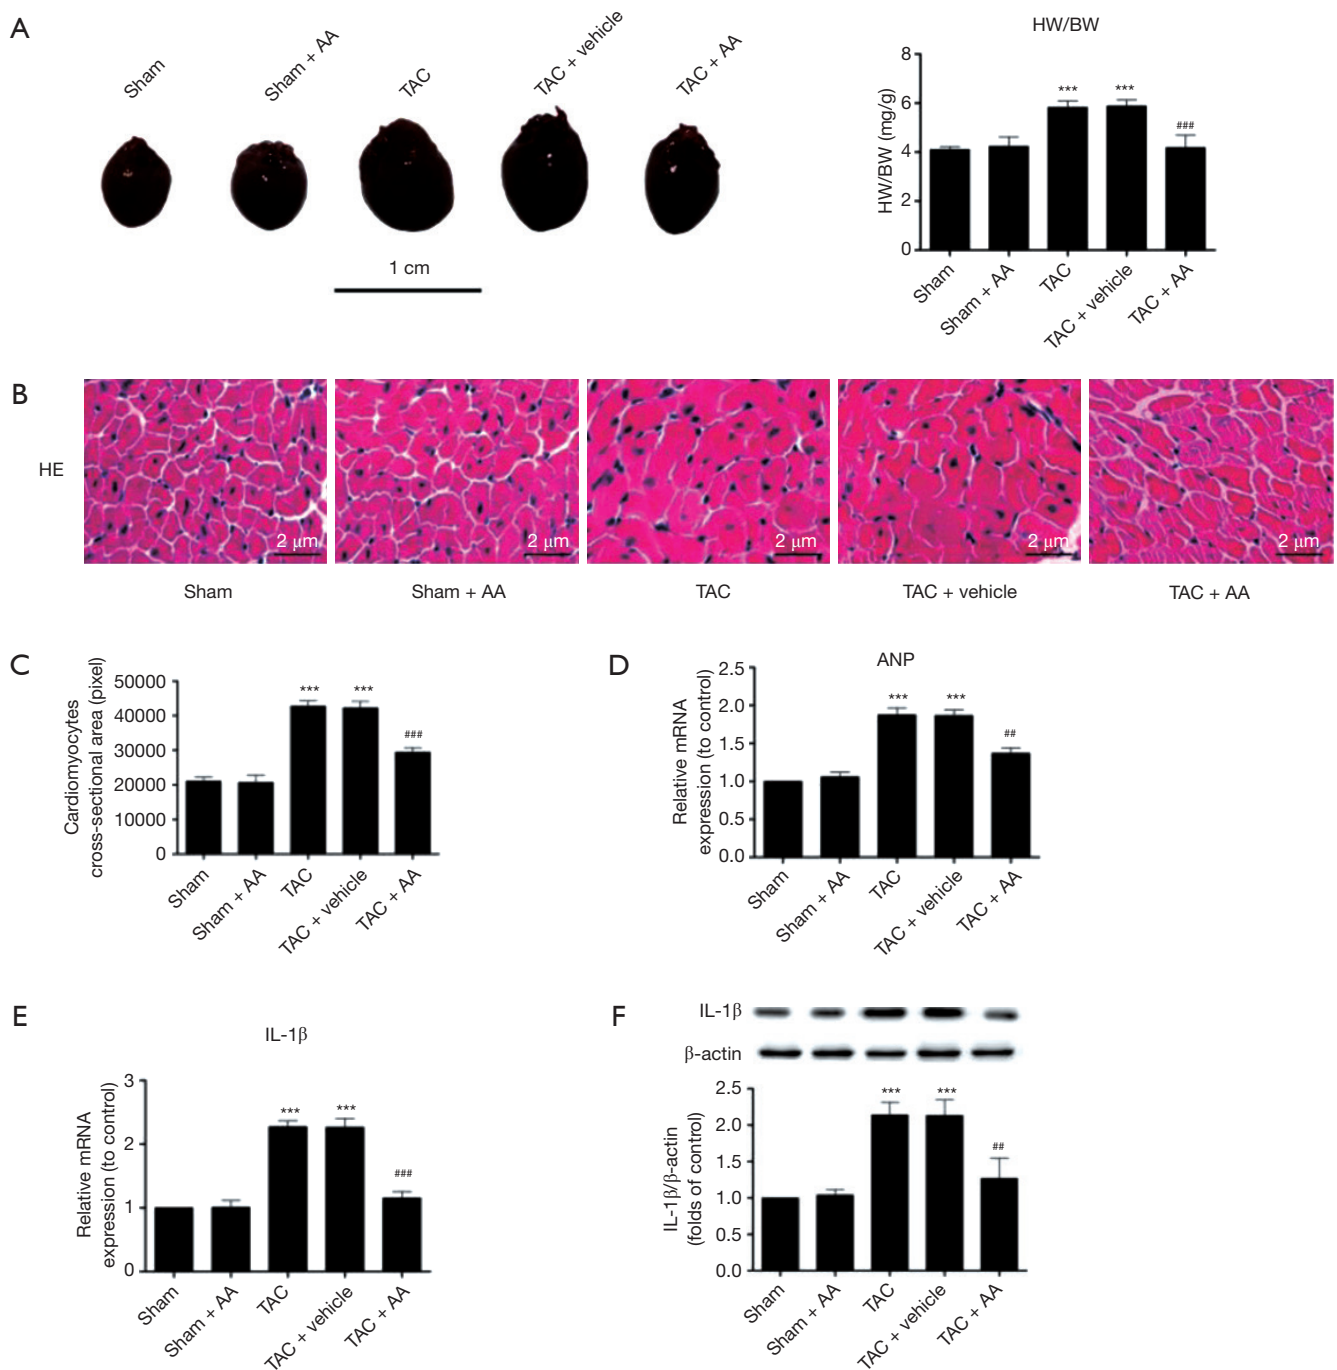 A
Sham
Sham + AA
TAC
TAC + vehicle
TAC + AA
1 cm
HW/BW
HW/BW (mg/g)
8
6
4
2
0
***
***
###
Sham
Sham + AA
TAC
TAC + vehicle
TAC + AA
B
HE
2 μm
2 μm
2 μm
2 μm
2 μm
Sham
Sham + AA
TAC
TAC + vehicle
TAC + AA
C
Cardiomyocytes
cross-sectional area (pixel)
50000
40000
30000
20000
10000
0
***
***
###
Sham
Sham + AA
TAC
TAC + vehicle
TAC + AA
D
ANP
Relative mRNA
expression (to control)
2.5
2.0
1.5
1.0
0.5
0.0
***
***
##
Sham
Sham + AA
TAC
TAC + vehicle
TAC + AA
E
IL-1β
Relative mRNA
expression (to control)
3
2
1
0
***
***
###
Sham
Sham + AA
TAC
TAC + vehicle
TAC + AA
F
IL-1β
β-actin
IL-1β/β-actin
(folds of control)
2.5
2.0
1.5
1.0
0.5
0.0
***
***
##
Sham
Sham + AA
TAC
TAC + vehicle
TAC + AA